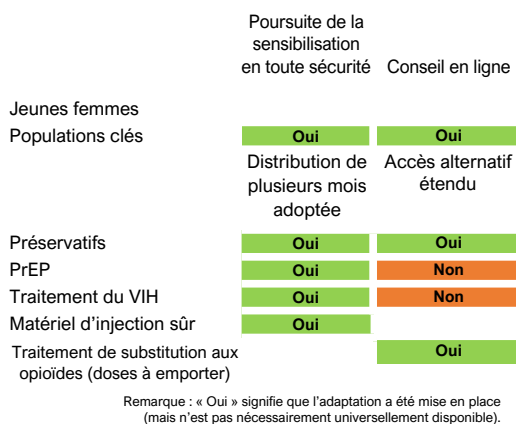 Poursuite de la
sensibilisation
en toute sécurité Conseil en ligne
Jeunes femmes
Populations clés Oui Oui
Distribution de Accès alternatif
plusieurs mois étendu
adoptée
Préservatifs Oui Oui
PrEP Oui Non
Traitement du VIH Oui Non
Matériel d'injection sûr Oui
Traitement de substitution aux Oui
opioïdes (doses à emporter)
Remarque : « Oui » signifie que l'adaptation a été mise en place
(mais n'est pas nécessairement universellement disponible).